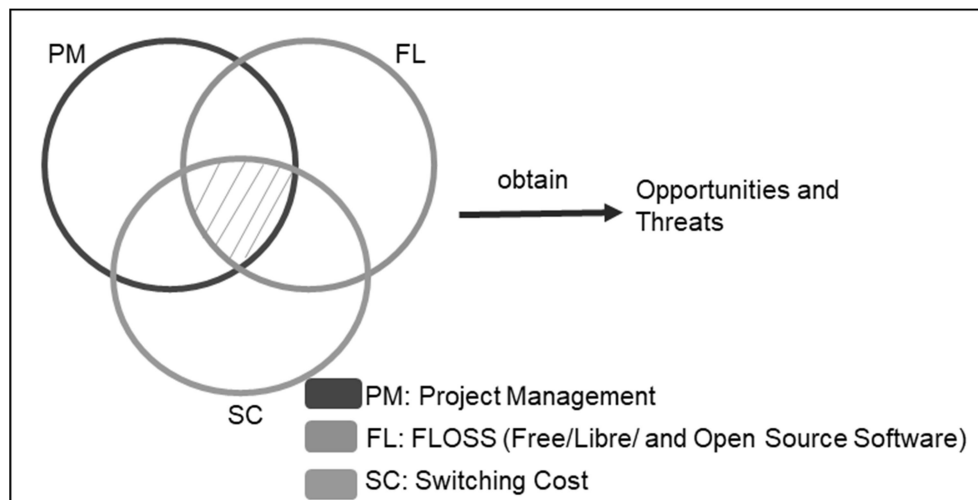 PM
FL
obtain
Opportunities and
Threats
SC
PM: Project Management
FL: FLOSS (Free/Libre/ and Open Source Software)
SC: Switching Cost